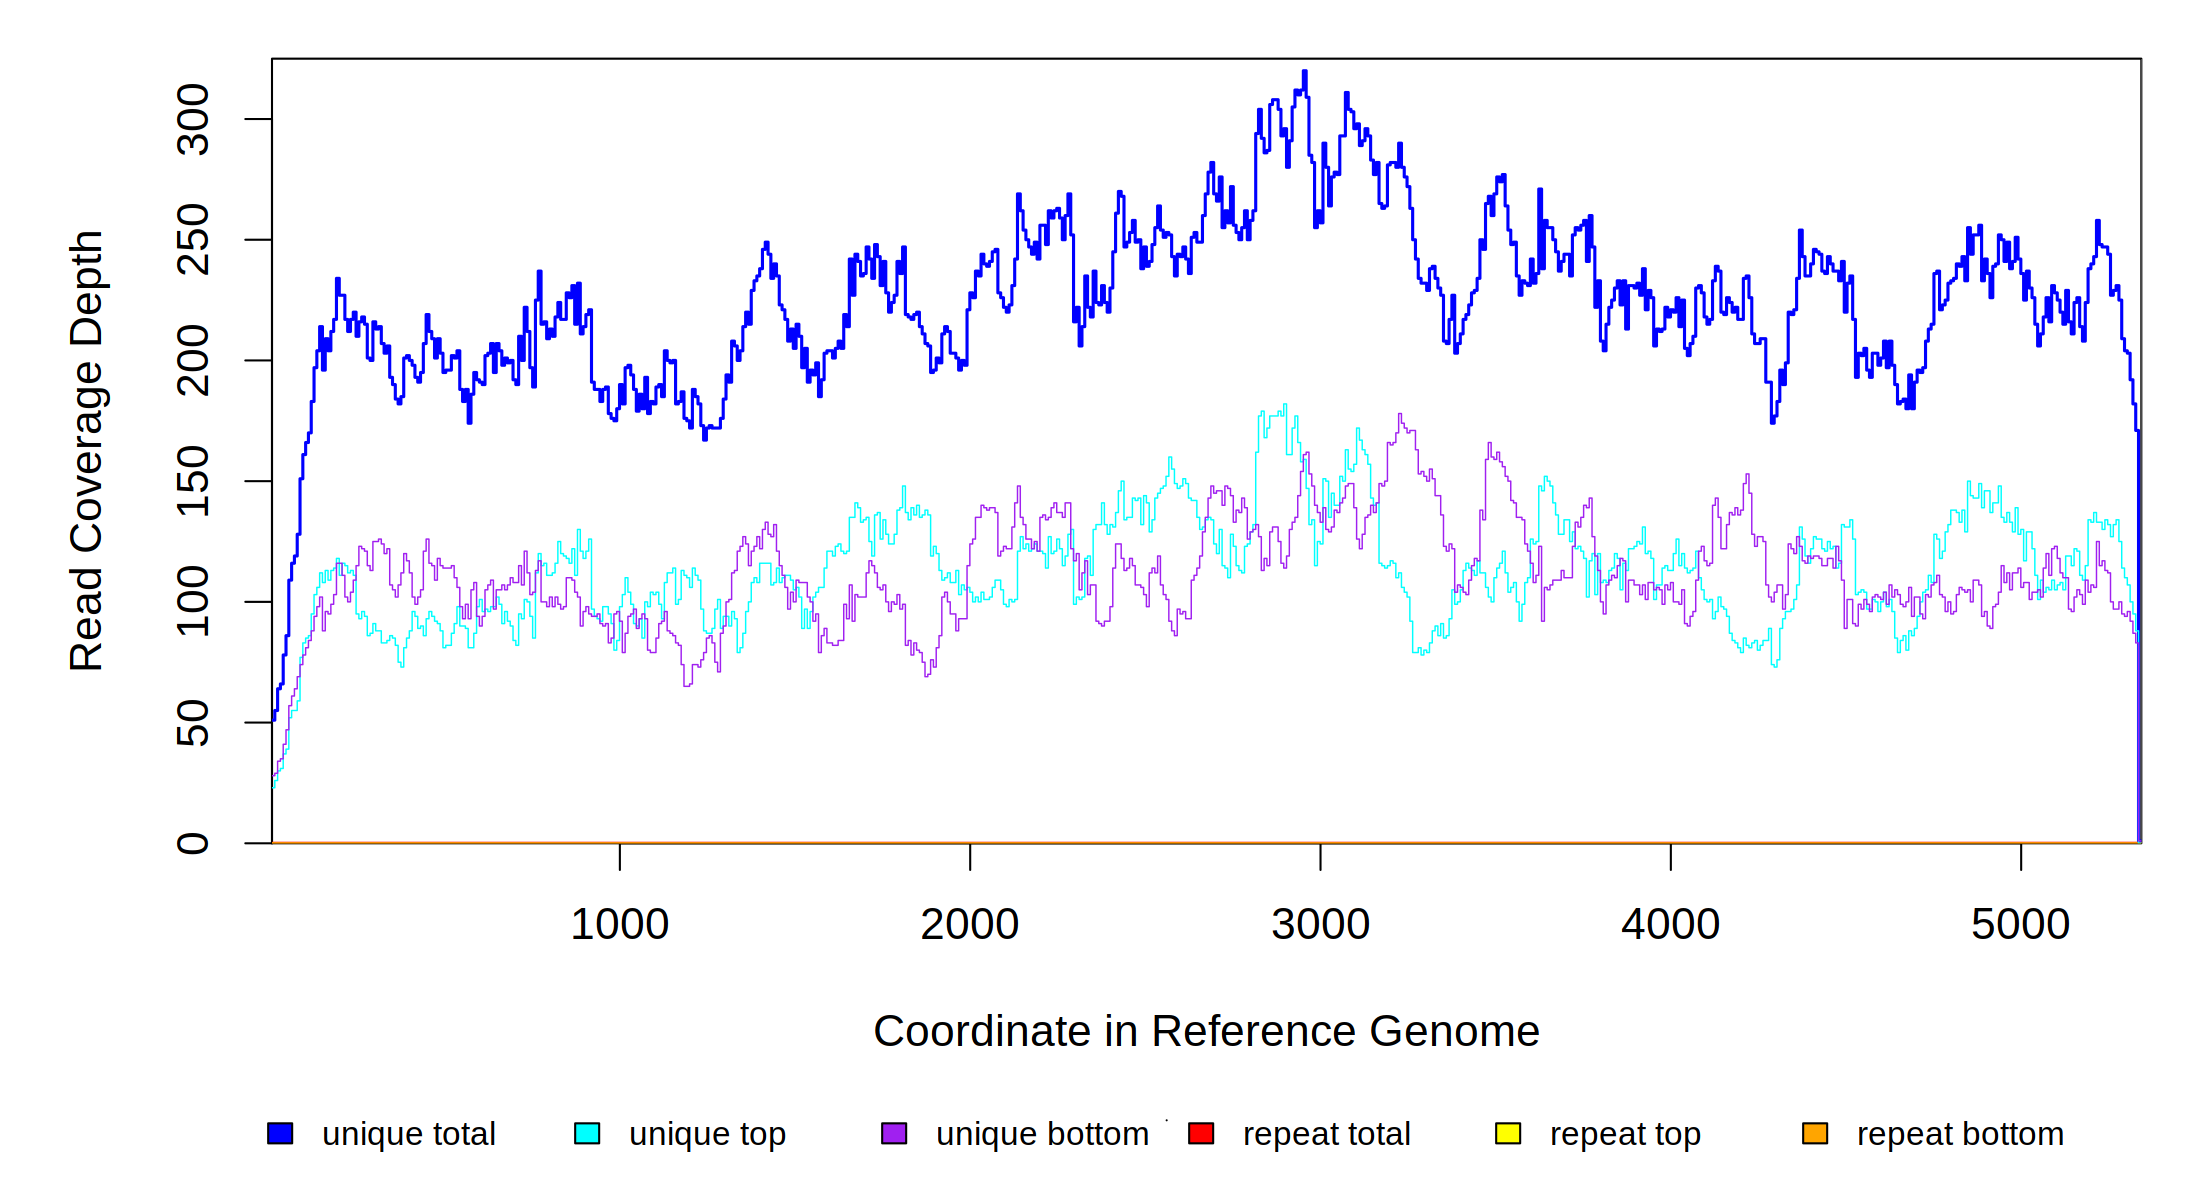 300
250
200
150
100
50
0
Read Coverage Depth
1000 2000 3000 4000 5000
Coordinate in Reference Genome
unique total unique top unique bottom repeat total repeat top repeat bottom